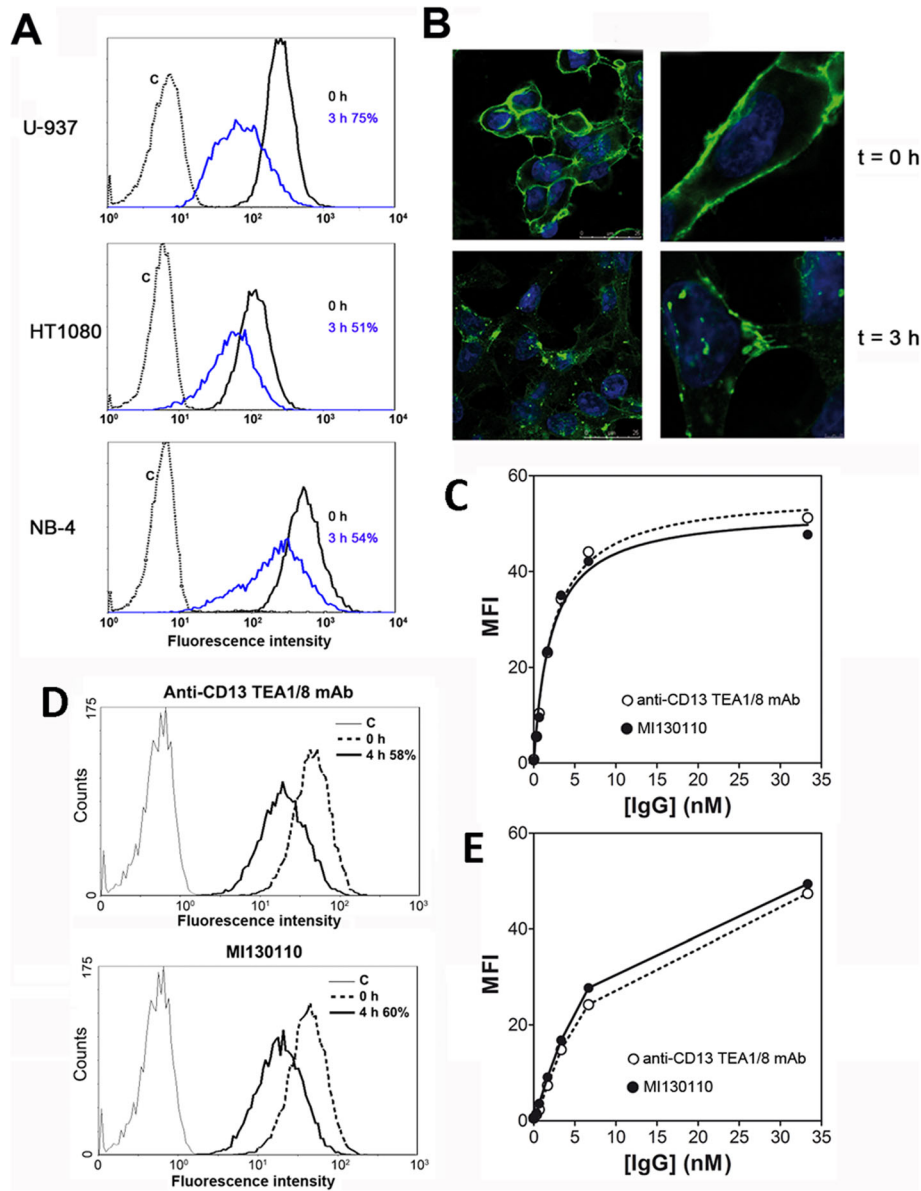 A
U-937
C
0 h
3 h 75%
10⁰ 10¹ 10² 10³ 10⁴
HT1080
C
0 h
3 h 51%
10⁰ 10¹ 10² 10³ 10⁴
NB-4
C
0 h
3 h 54%
10⁰ 10¹ 10² 10³ 10⁴
Fluorescence intensity
B
t = 0 h
t = 3 h
C
MFI
60
40
20
0
anti-CD13 TEA1/8 mAb
MI130110
0 5 10 15 20 25 30 35
[IgG] (nM)
D
Anti-CD13 TEA1/8 mAb
175
Counts
0
C
0 h
4 h 58%
10⁰ 10¹ 10² 10³
Fluorescence intensity
MI130110
175
Counts
0
C
0 h
4 h 60%
0 10⁰ 10¹ 10² 10³
Fluorescence intensity
E
MFI
60
40
20
0
anti-CD13 TEA1/8 mAb
MI130110
0 5 10 15 20 25 30 35
[IgG] (nM)